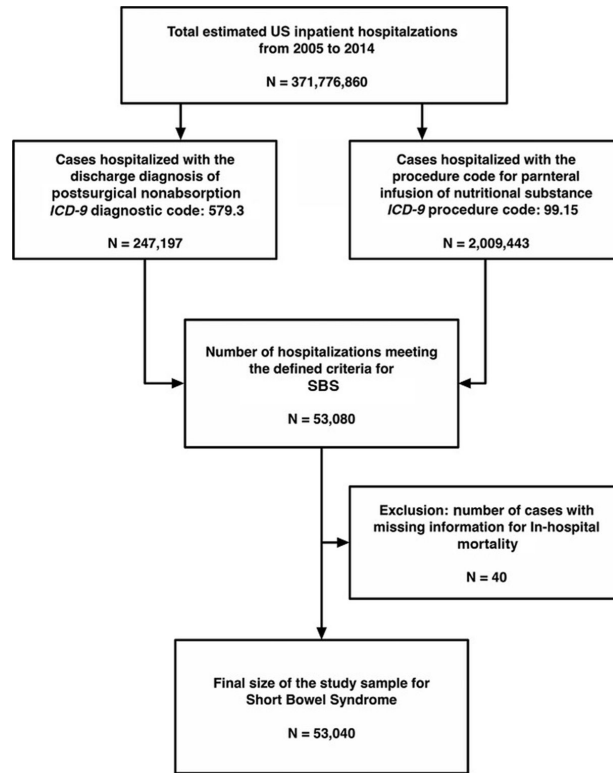 Total estimated US inpatient hospitalzations
from 2005 to 2014
N = 371,776,860
Cases hospitalized with the
discharge diagnosis of
postsurgical nonabsorption
ICD-9 diagnostic code: 579.3
N = 247,197
Cases hospitalized with the
procedure code for parnteral
infusion of nutritional substance
ICD-9 procedure code: 99.15
N = 2,009,443
Number of hospitalizations meeting
the defined criteria for
SBS
N = 53,080
Exclusion: number of cases with
missing information for In-hospital
mortality
N = 40
Final size of the study sample for
Short Bowel Syndrome
N = 53,040